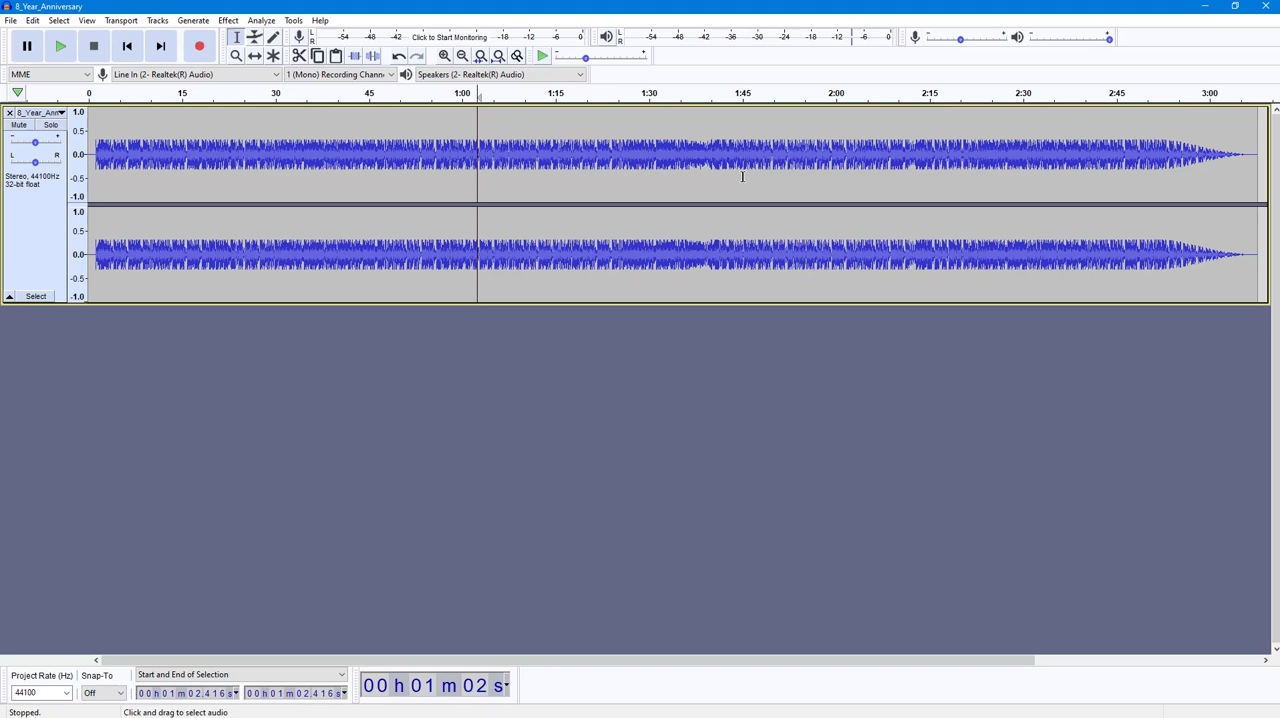 8_Year_Anniversary
File Edit Select View Transport Tracks Generate Effect Analyze Tools Help
L R -54 -48 -42 Click to Start Monitoring -18 -12 -6 0 L R -54 -48 -42 -36 -30 -24 -18 -12 -6 0 - + - +
- +
MME Line In (2- Realtek(R) Audio) 1 (Mono) Recording Chann Speakers (2- Realtek(R) Audio)
0 15 30 45 1:00 1:15 1:30 1:45 2:00 2:15 2:30 2:45 3:00
× 8_Year_Ann
Mute Solo
- +
L R
Stereo, 44100Hz
32-bit float
1.0
0.5
0.0
-0.5
-1.0
1.0
0.5
0.0
-0.5
-1.0
Select
Project Rate (Hz) Snap-To Start and End of Selection
44100 Off 00h01m02.416s 00h01m02.416s 00 h 01 m 02 s
Stopped. Click and drag to select audio